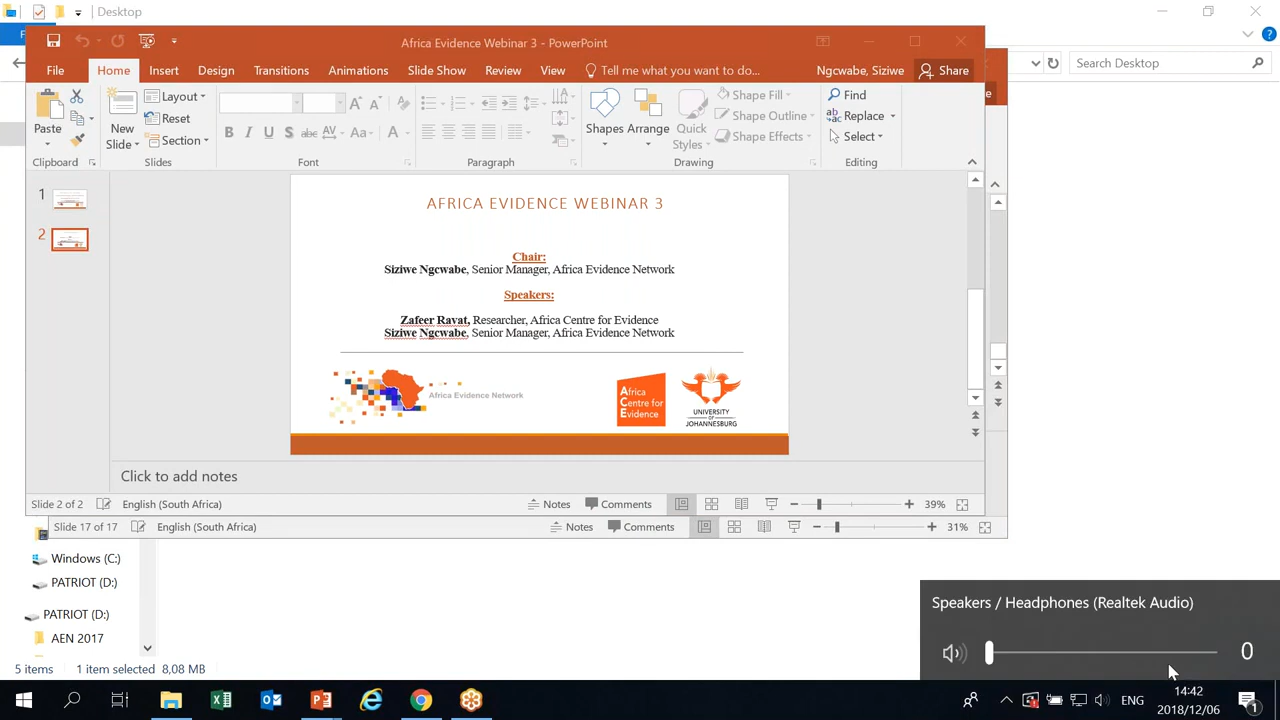 Desktop
Africa Evidence Webinar 3 - PowerPoint
File Home Insert Design Transitions Animations Slide Show Review View Tell me what you want to do... Ngcwabe, Siziwe Share
Search Desktop
Paste
New
Slide
Layout
Reset
Section
B I U S abc AV Aa A
Shapes Arrange Quick
Styles
Shape Fill
Shape Outline
Shape Effects
Find
Replace
Select
Clipboard Slides Font Paragraph Drawing Editing
1
2
AFRICA EVIDENCE WEBINAR 3
Chair:
Siziwe Ngcwabe, Senior Manager, Africa Evidence Network
Speakers:
Zafeer Ravat, Researcher, Africa Centre for Evidence
Siziwe Ngcwabe, Senior Manager, Africa Evidence Network
Africa Evidence Network
Africa
Centre for
Evidence
UNIVERSITY
OF
JOHANNESBURG
Click to add notes
Slide 2 of 2 English (South Africa) Notes Comments 39%
Slide 17 of 17 English (South Africa) Notes Comments 31%
Windows (C:)
PATRIOT (D:)
PATRIOT (D:)
AEN 2017
5 items 1 item selected 8,08 MB
Speakers / Headphones (Realtek Audio)
0
ENG
14:42
2018/12/06
1